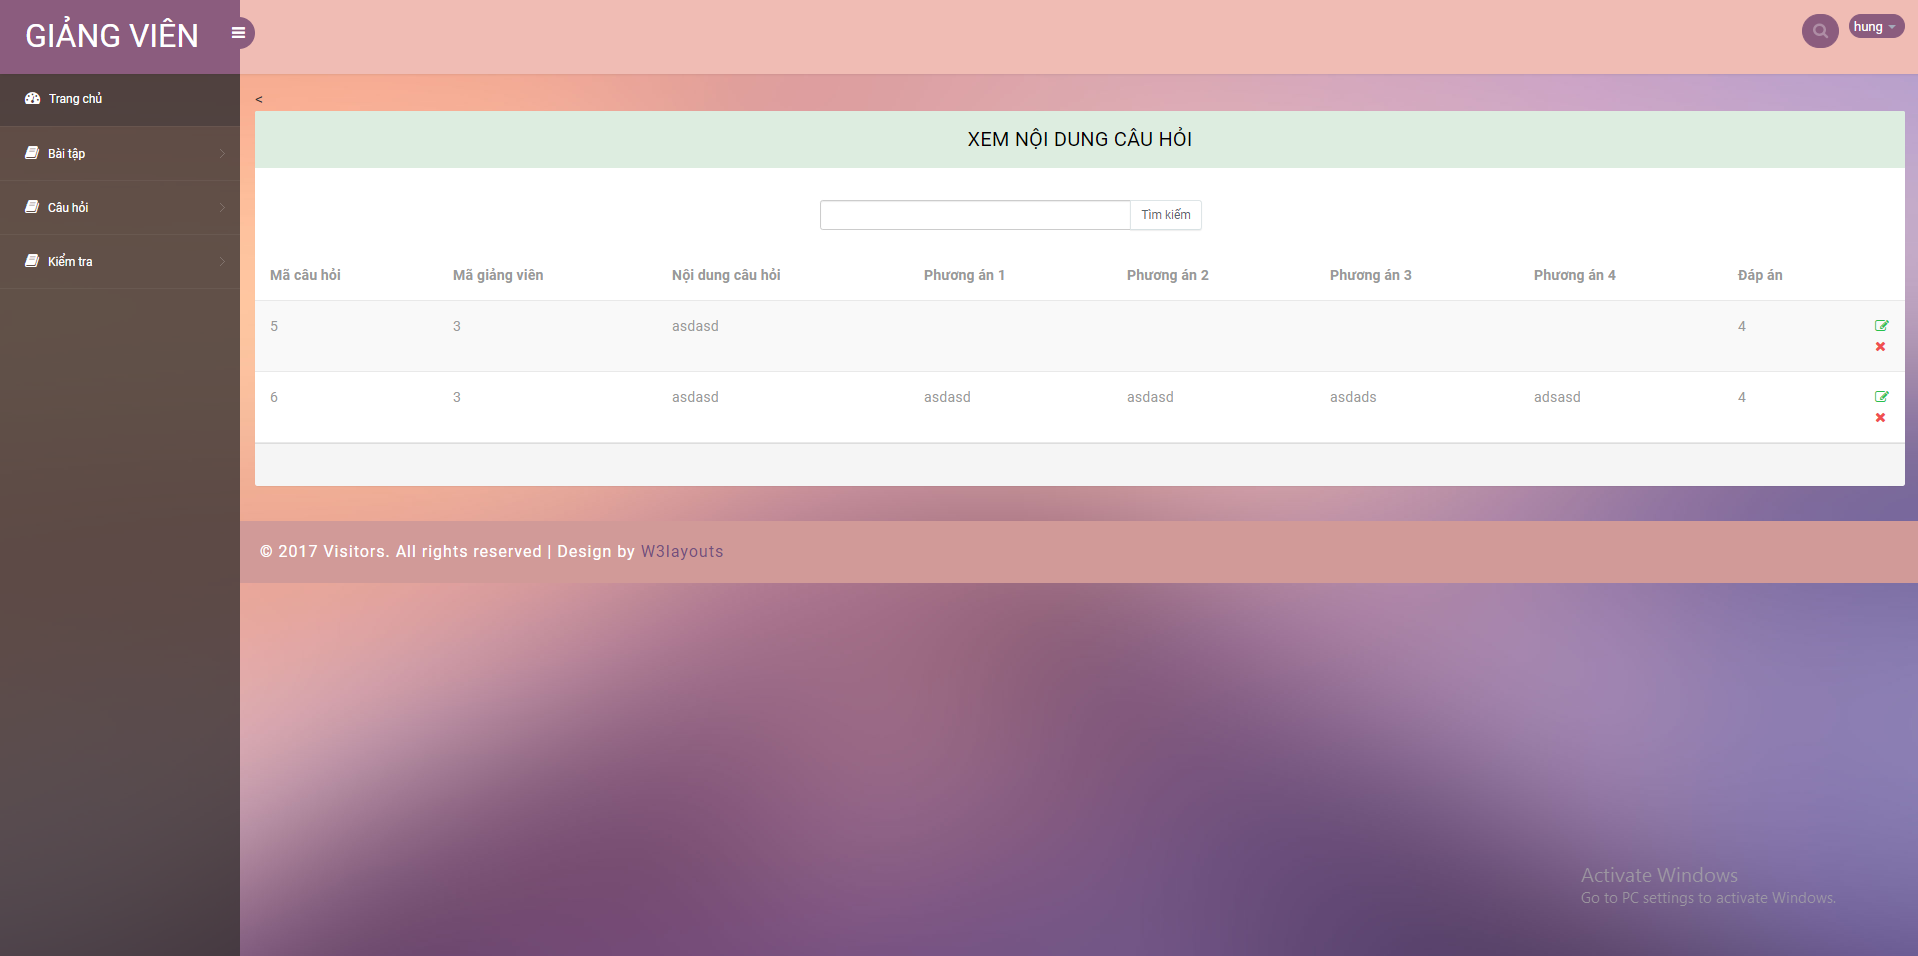 GIẢNG VIÊN
hung
Trang chủ
Bài tập
Câu hỏi
Kiểm tra
<
XEM NỘI DUNG CÂU HỎI
Tìm kiếm
Mã câu hỏi Mã giảng viên Nội dung câu hỏi Phương án 1 Phương án 2 Phương án 3 Phương án 4 Đáp án
5 3 asdasd 4
6 3 asdasd asdasd asdasd asdads adsasd 4
© 2017 Visitors. All rights reserved | Design by W3layouts
Activate Windows
Go to PC settings to activate Windows.